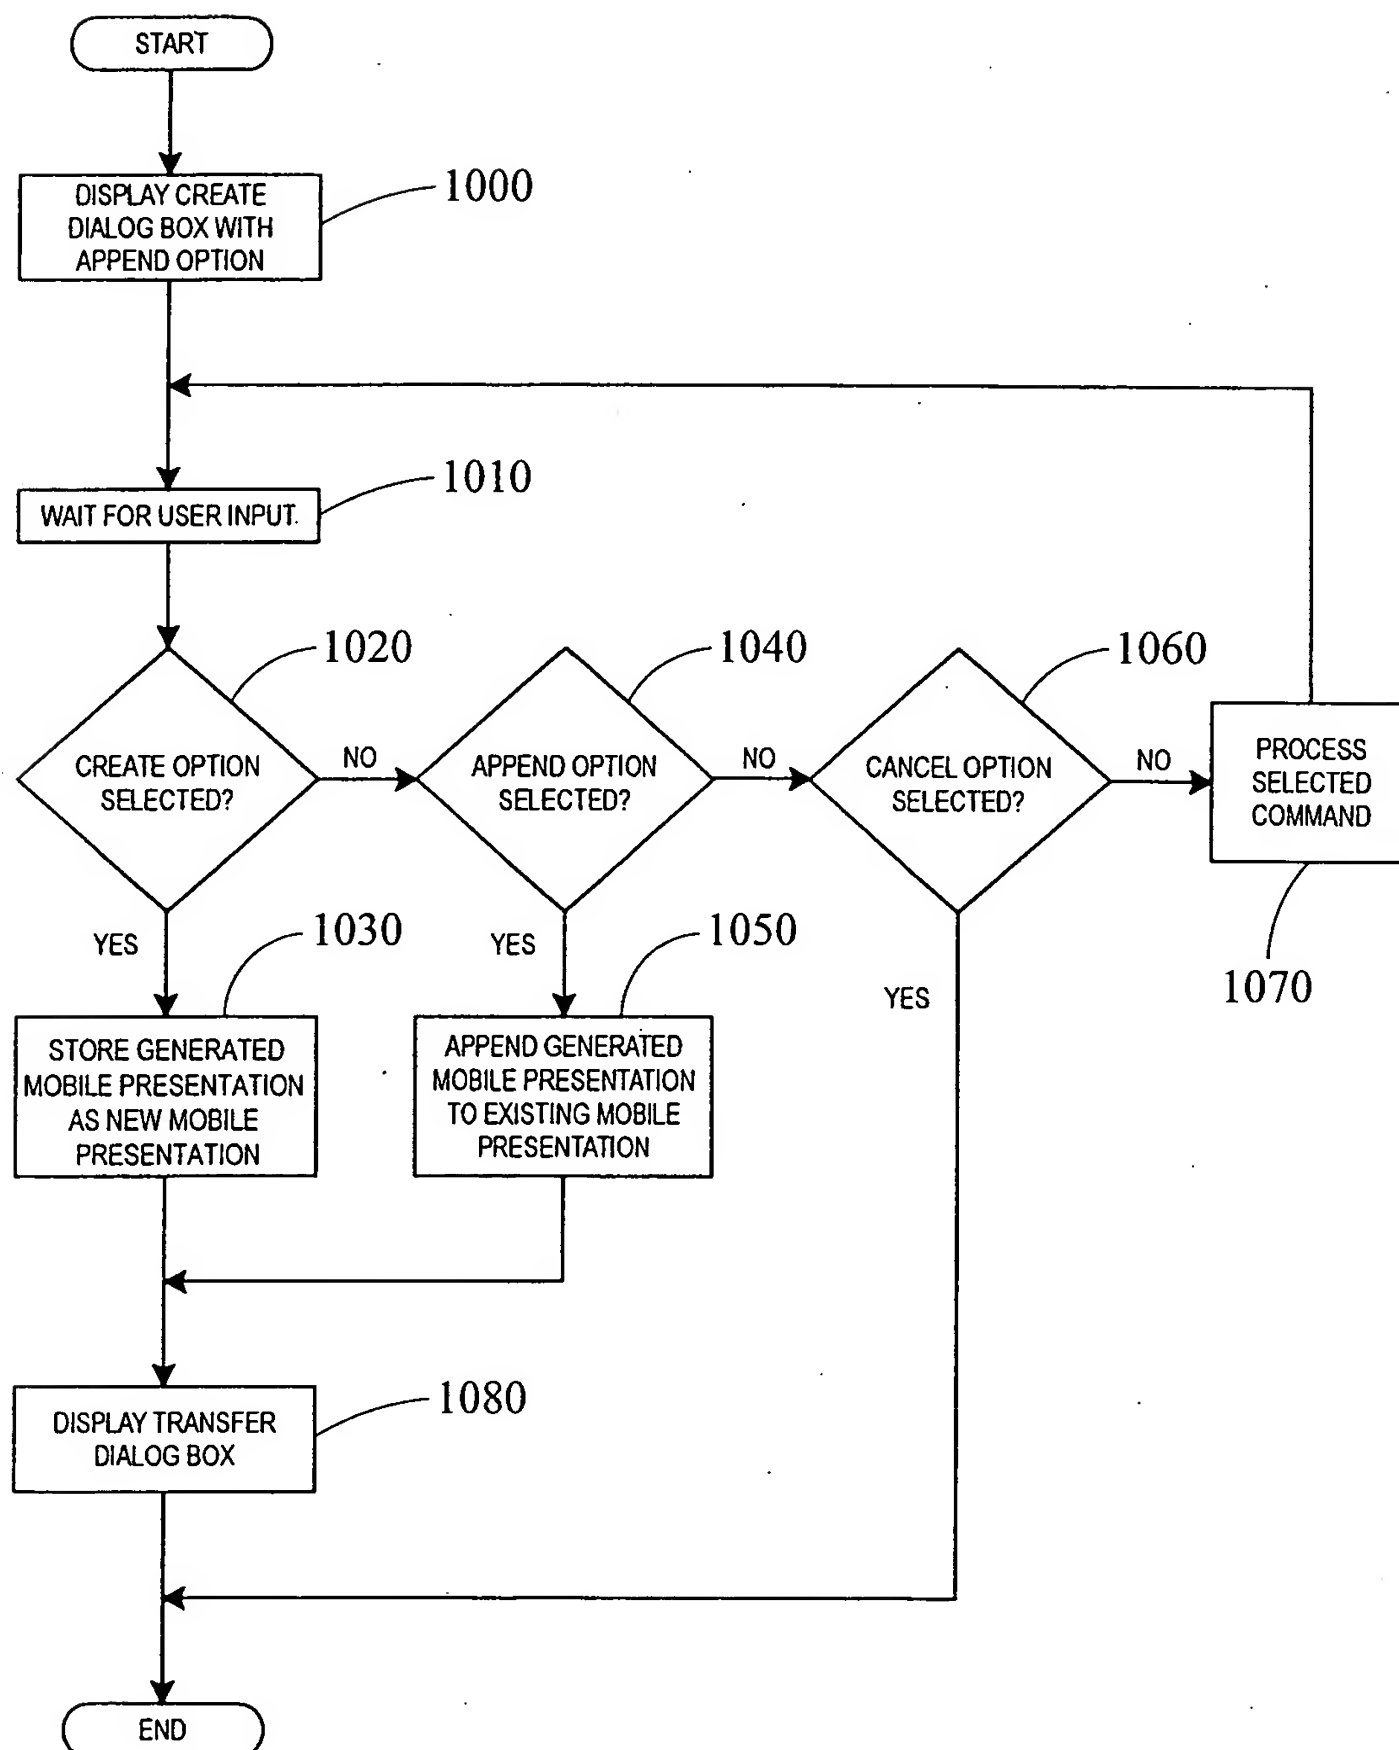 START
DISPLAY CREATE
DIALOG BOX WITH
APPEND OPTION
1000
WAIT FOR USER INPUT.
1010
CREATE OPTION
SELECTED?
1020
NO
APPEND OPTION
SELECTED?
1040
NO
CANCEL OPTION
SELECTED?
1060
NO
PROCESS
SELECTED
COMMAND
1070
YES
STORE GENERATED
MOBILE PRESENTATION
AS NEW MOBILE
PRESENTATION
1030
YES
APPEND GENERATED
MOBILE PRESENTATION
TO EXISTING MOBILE
PRESENTATION
1050
YES
DISPLAY TRANSFER
DIALOG BOX
1080
END